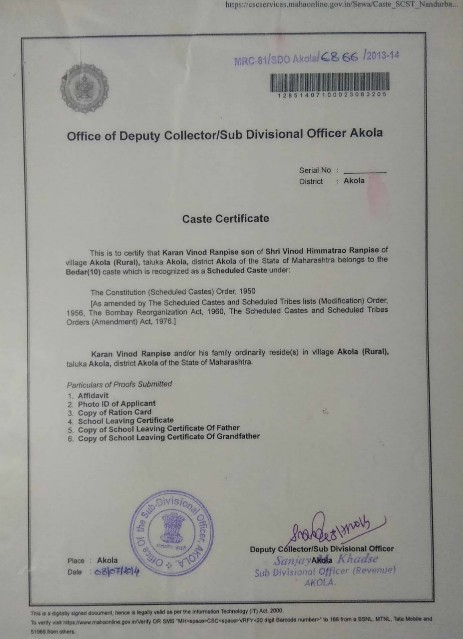 https://cscservices.mahaonline.gov.in/Sewa/Caste_SCST_Nandurba...
MRC-81/SDO Akola/6866/2013-14
Office of Deputy Collector/Sub Divisional Officer Akola
Serial No :
District : Akola
Caste Certificate
This is to certify that Karan Vinod Ranpise son of Shri Vinod Himmatrao Ranpise of
village Akola (Rural), taluka Akola, district Akola of the State of Maharashtra belongs to the
Bedar(10) caste which is recognized as a Scheduled Caste under:
The Constitution (Scheduled Castes) Order, 1950
[As amended by The Scheduled Castes and Scheduled Tribes lists (Modification) Order,
1956, The Bombay Reorganization Act, 1960, The Scheduled Castes and Scheduled Tribes
Orders (Amendment) Act, 1976.]
Karan Vinod Ranpise and/or his family ordinarily reside(s) in village Akola (Rural),
taluka Akola, district Akola of the State of Maharashtra.
Particulars of Proofs Submitted
1. Affidavit
2. Photo ID of Applicant
3. Copy of Ration Card
4. School Leaving Certificate
5. Copy of School Leaving Certificate Of Father
6. Copy of School Leaving Certificate Of Grandfather
Office Of the Sub-Divisional Officer, AKOLA.
Deputy Collector/Sub Divisional Officer
Place : Akola
Akola
Sanjay Khadse
Date : 08/07/2014
Sub Divisional Officer (Revenue)
AKOLA.
This is a digitally signed document, hence is legally valid as per the Information Technology (IT) Act, 2000.
To verify visit https://www.mahaonline.gov.in/Verify OR SMS "MH<space>CSC<space>VRFY<20 digit Barcode number>" to 166 from a BSNL, MTNL, Tata Mobile and
51969 from others.